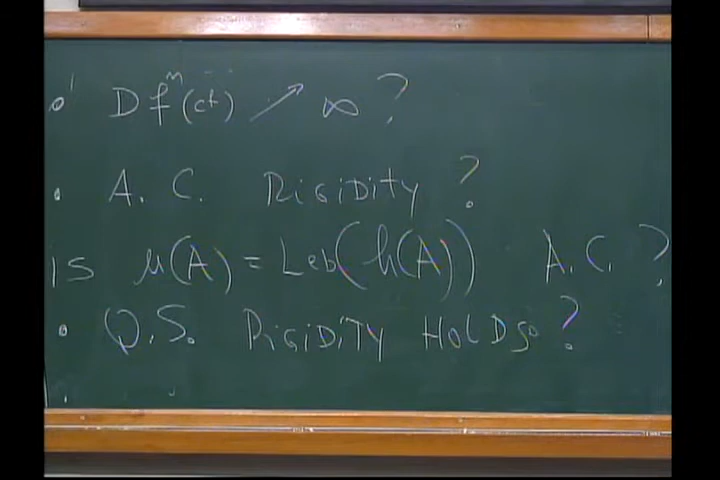 • Df^n(c^±) ↗ ∞ ?
• A. C. RigiDity ?
is μ(A) = Leb(h(A)) A.C. ?
• Q.S. RigiDiTy HolDs ?